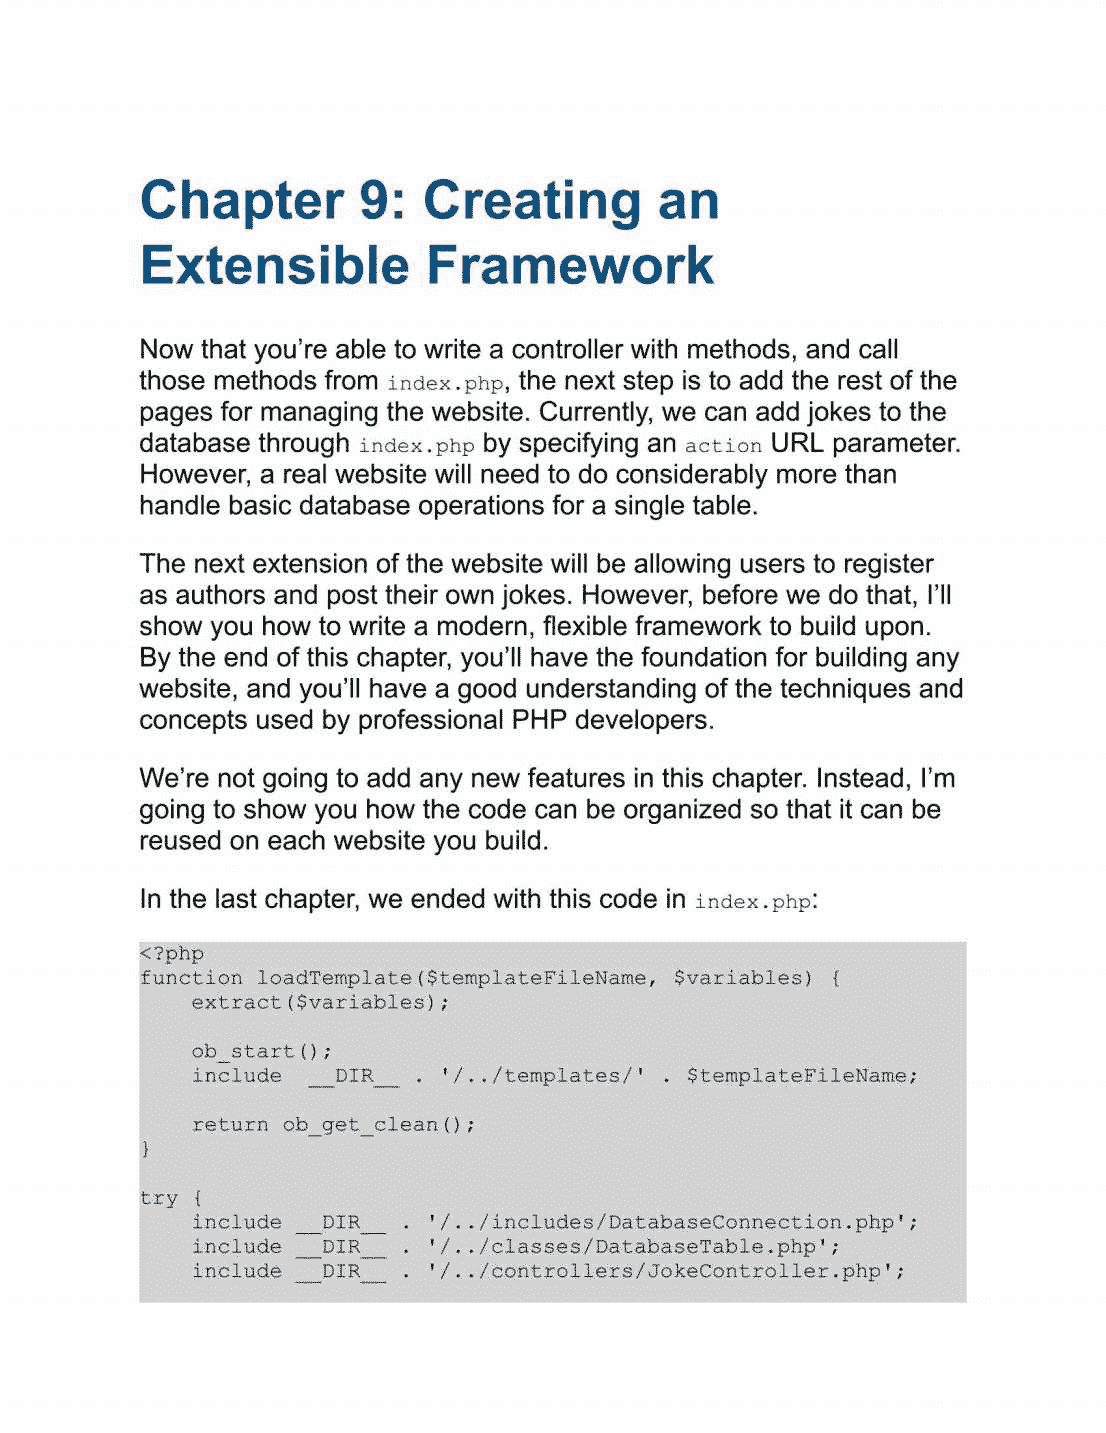 Chapter 9: Creating an
Extensible Framework
Now that you’re able to write a controller with methods, and call
those methods from index.php, the next step is to add the rest of the
pages for managing the website. Currently, we can add jokes to the
database through index.php by specifying an action URL parameter.
However, a real website will need to do considerably more than
handle basic database operations for a single table.
The next extension of the website will be allowing users to register
as authors and post their own jokes. However, before we do that, I’ll
show you how to write a modern, flexible framework to build upon.
By the end of this chapter, you’ll have the foundation for building any
website, and you’ll have a good understanding of the techniques and
concepts used by professional PHP developers.
We’re not going to add any new features in this chapter. Instead, I’m
going to show you how the code can be organized so that it can be
reused on each website you build.
In the last chapter, we ended with this code in index.php:
<?php
function loadTemplate($templateFileName, $variables) {
    extract($variables);
    ob_start();
    include  __DIR__ . '/../templates/' . $templateFileName;
    return ob_get_clean();
}
try {
    include __DIR__ . '/../includes/DatabaseConnection.php';
    include __DIR__ . '/../classes/DatabaseTable.php';
    include __DIR__ . '/../controllers/JokeController.php';